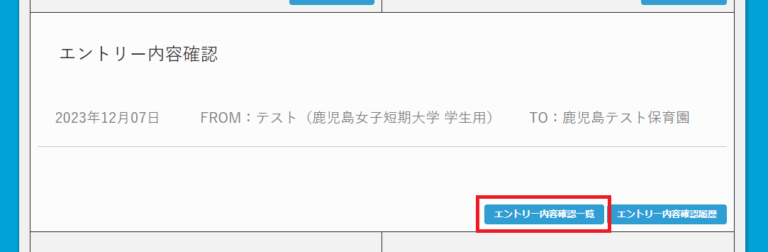 エントリー内容確認
2023年12月07日 FROM：テスト（鹿児島女子短期大学 学生用） TO：鹿児島テスト保育園
エントリー内容確認一覧 エントリー内容確認履歴